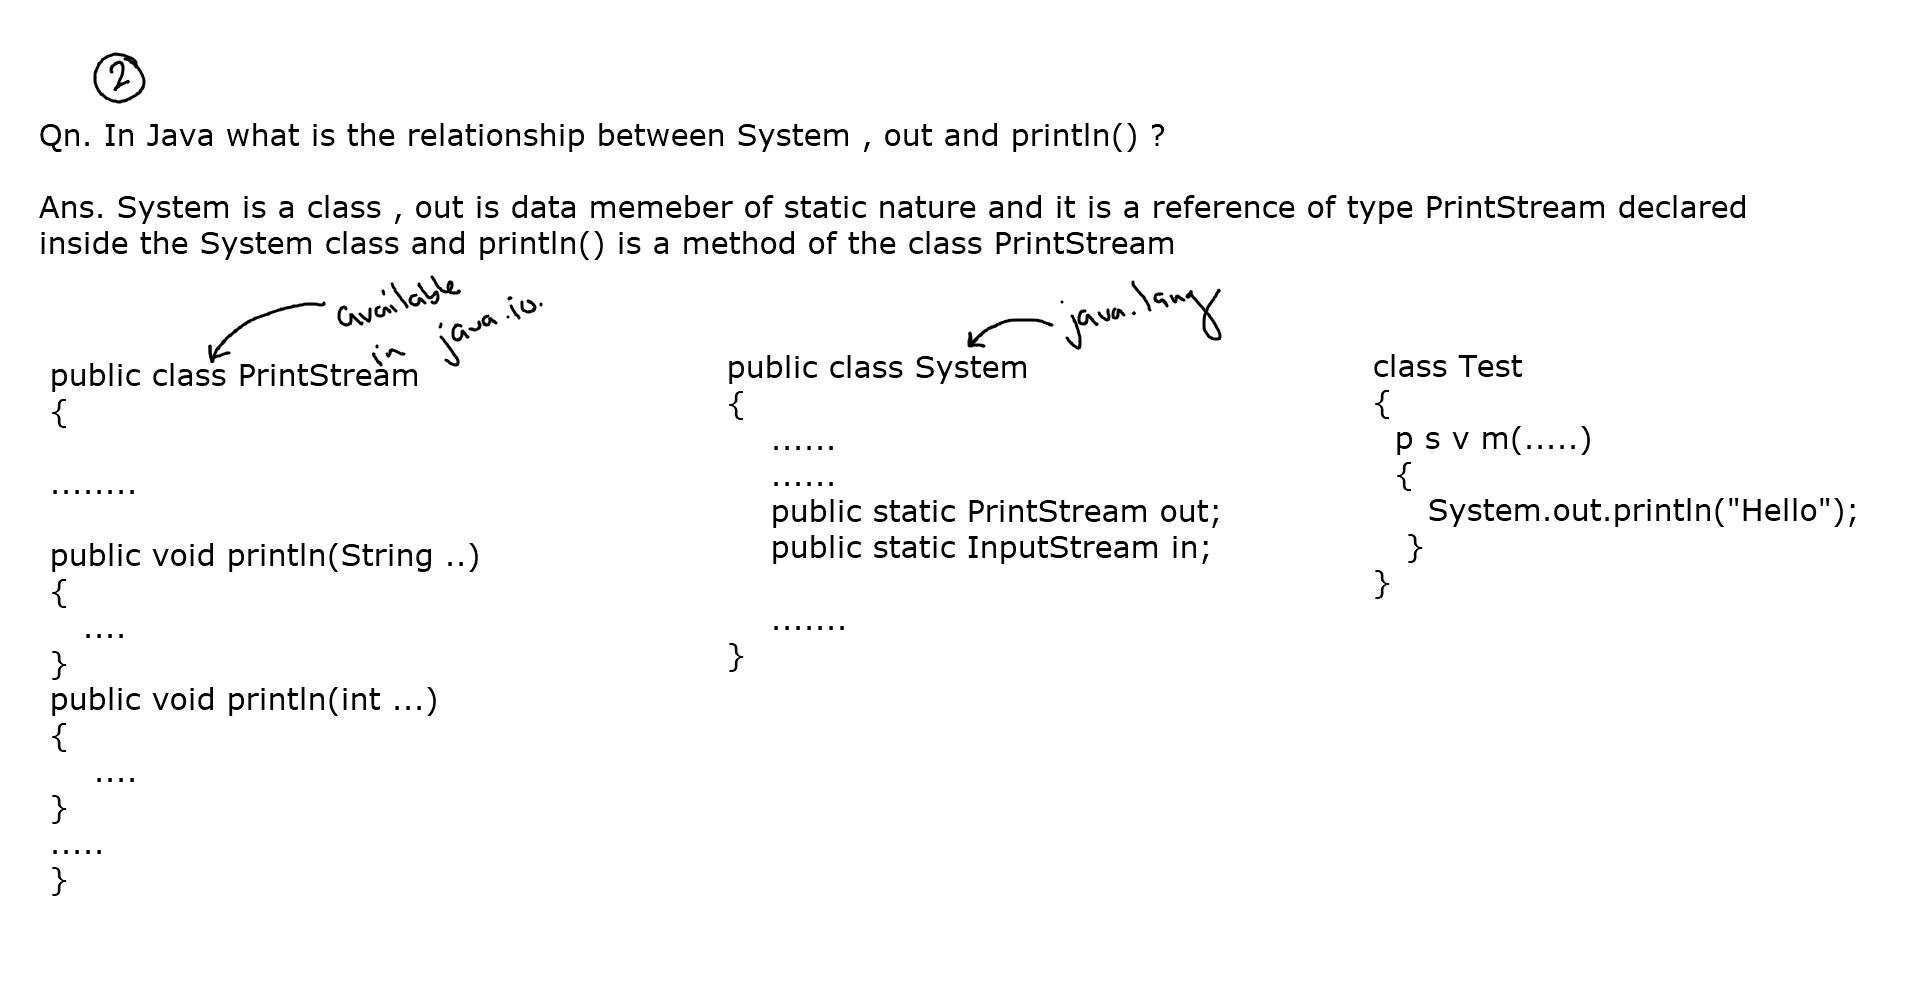 2
Qn. In Java what is the relationship between System , out and println() ?
Ans. System is a class , out is data memeber of static nature and it is a reference of type PrintStream declared
inside the System class and println() is a method of the class PrintStream
available
in java.io.
public class PrintStream
{
........
public void println(String ..)
{
....
}
public void println(int ...)
{
....
}
.....
}
java.lang
public class System
{
......
......
public static PrintStream out;
public static InputStream in;
.......
}
class Test
{
p s v m(.....)
{
System.out.println("Hello");
}
}